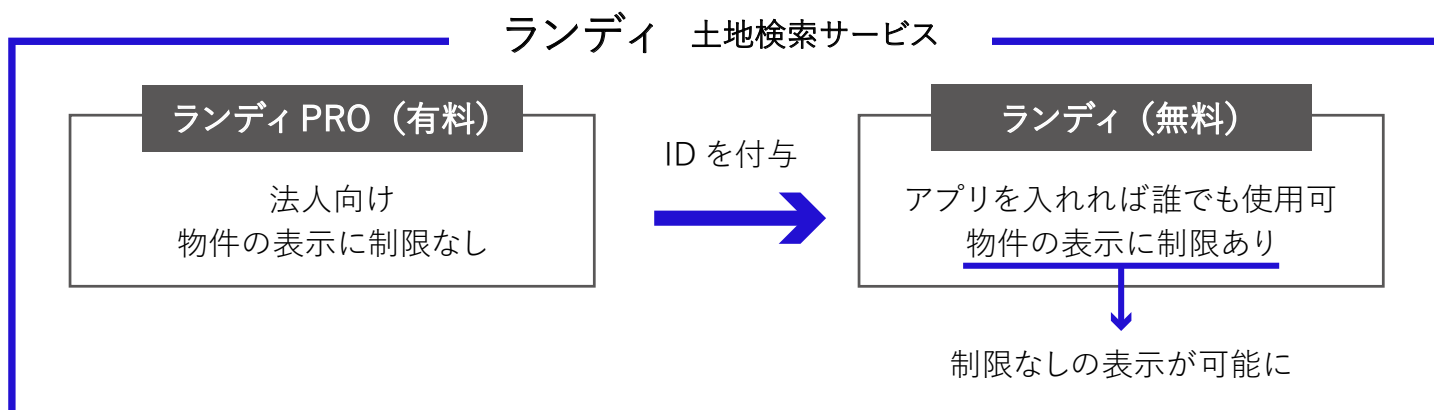 ランディ 土地検索サービス
ランディPRO（有料）
法人向け
物件の表示に制限なし
IDを付与
ランディ（無料）
アプリを入れれば誰でも使用可
物件の表示に制限あり
制限なしの表示が可能に